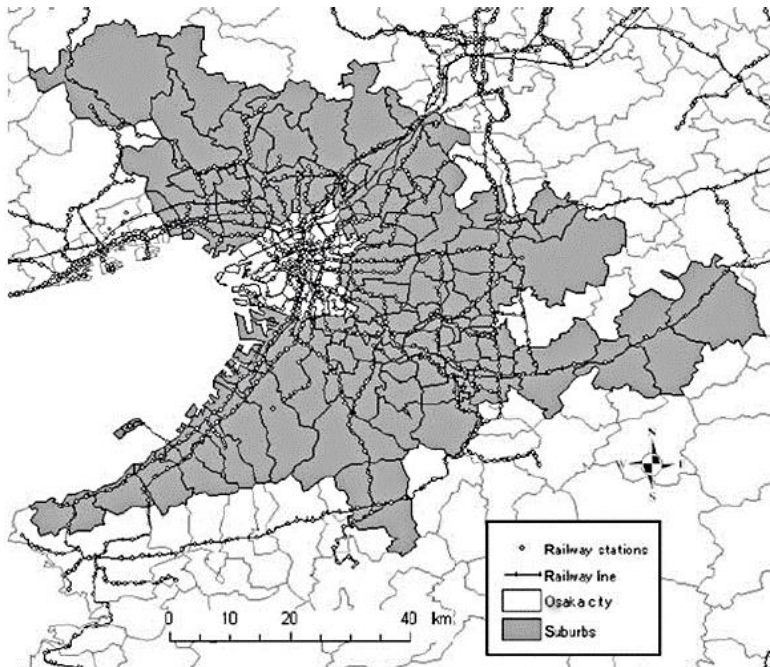 N
W
S
Railway stations
Railway line
Osaka city
Suburbs
0 10 20 40 km